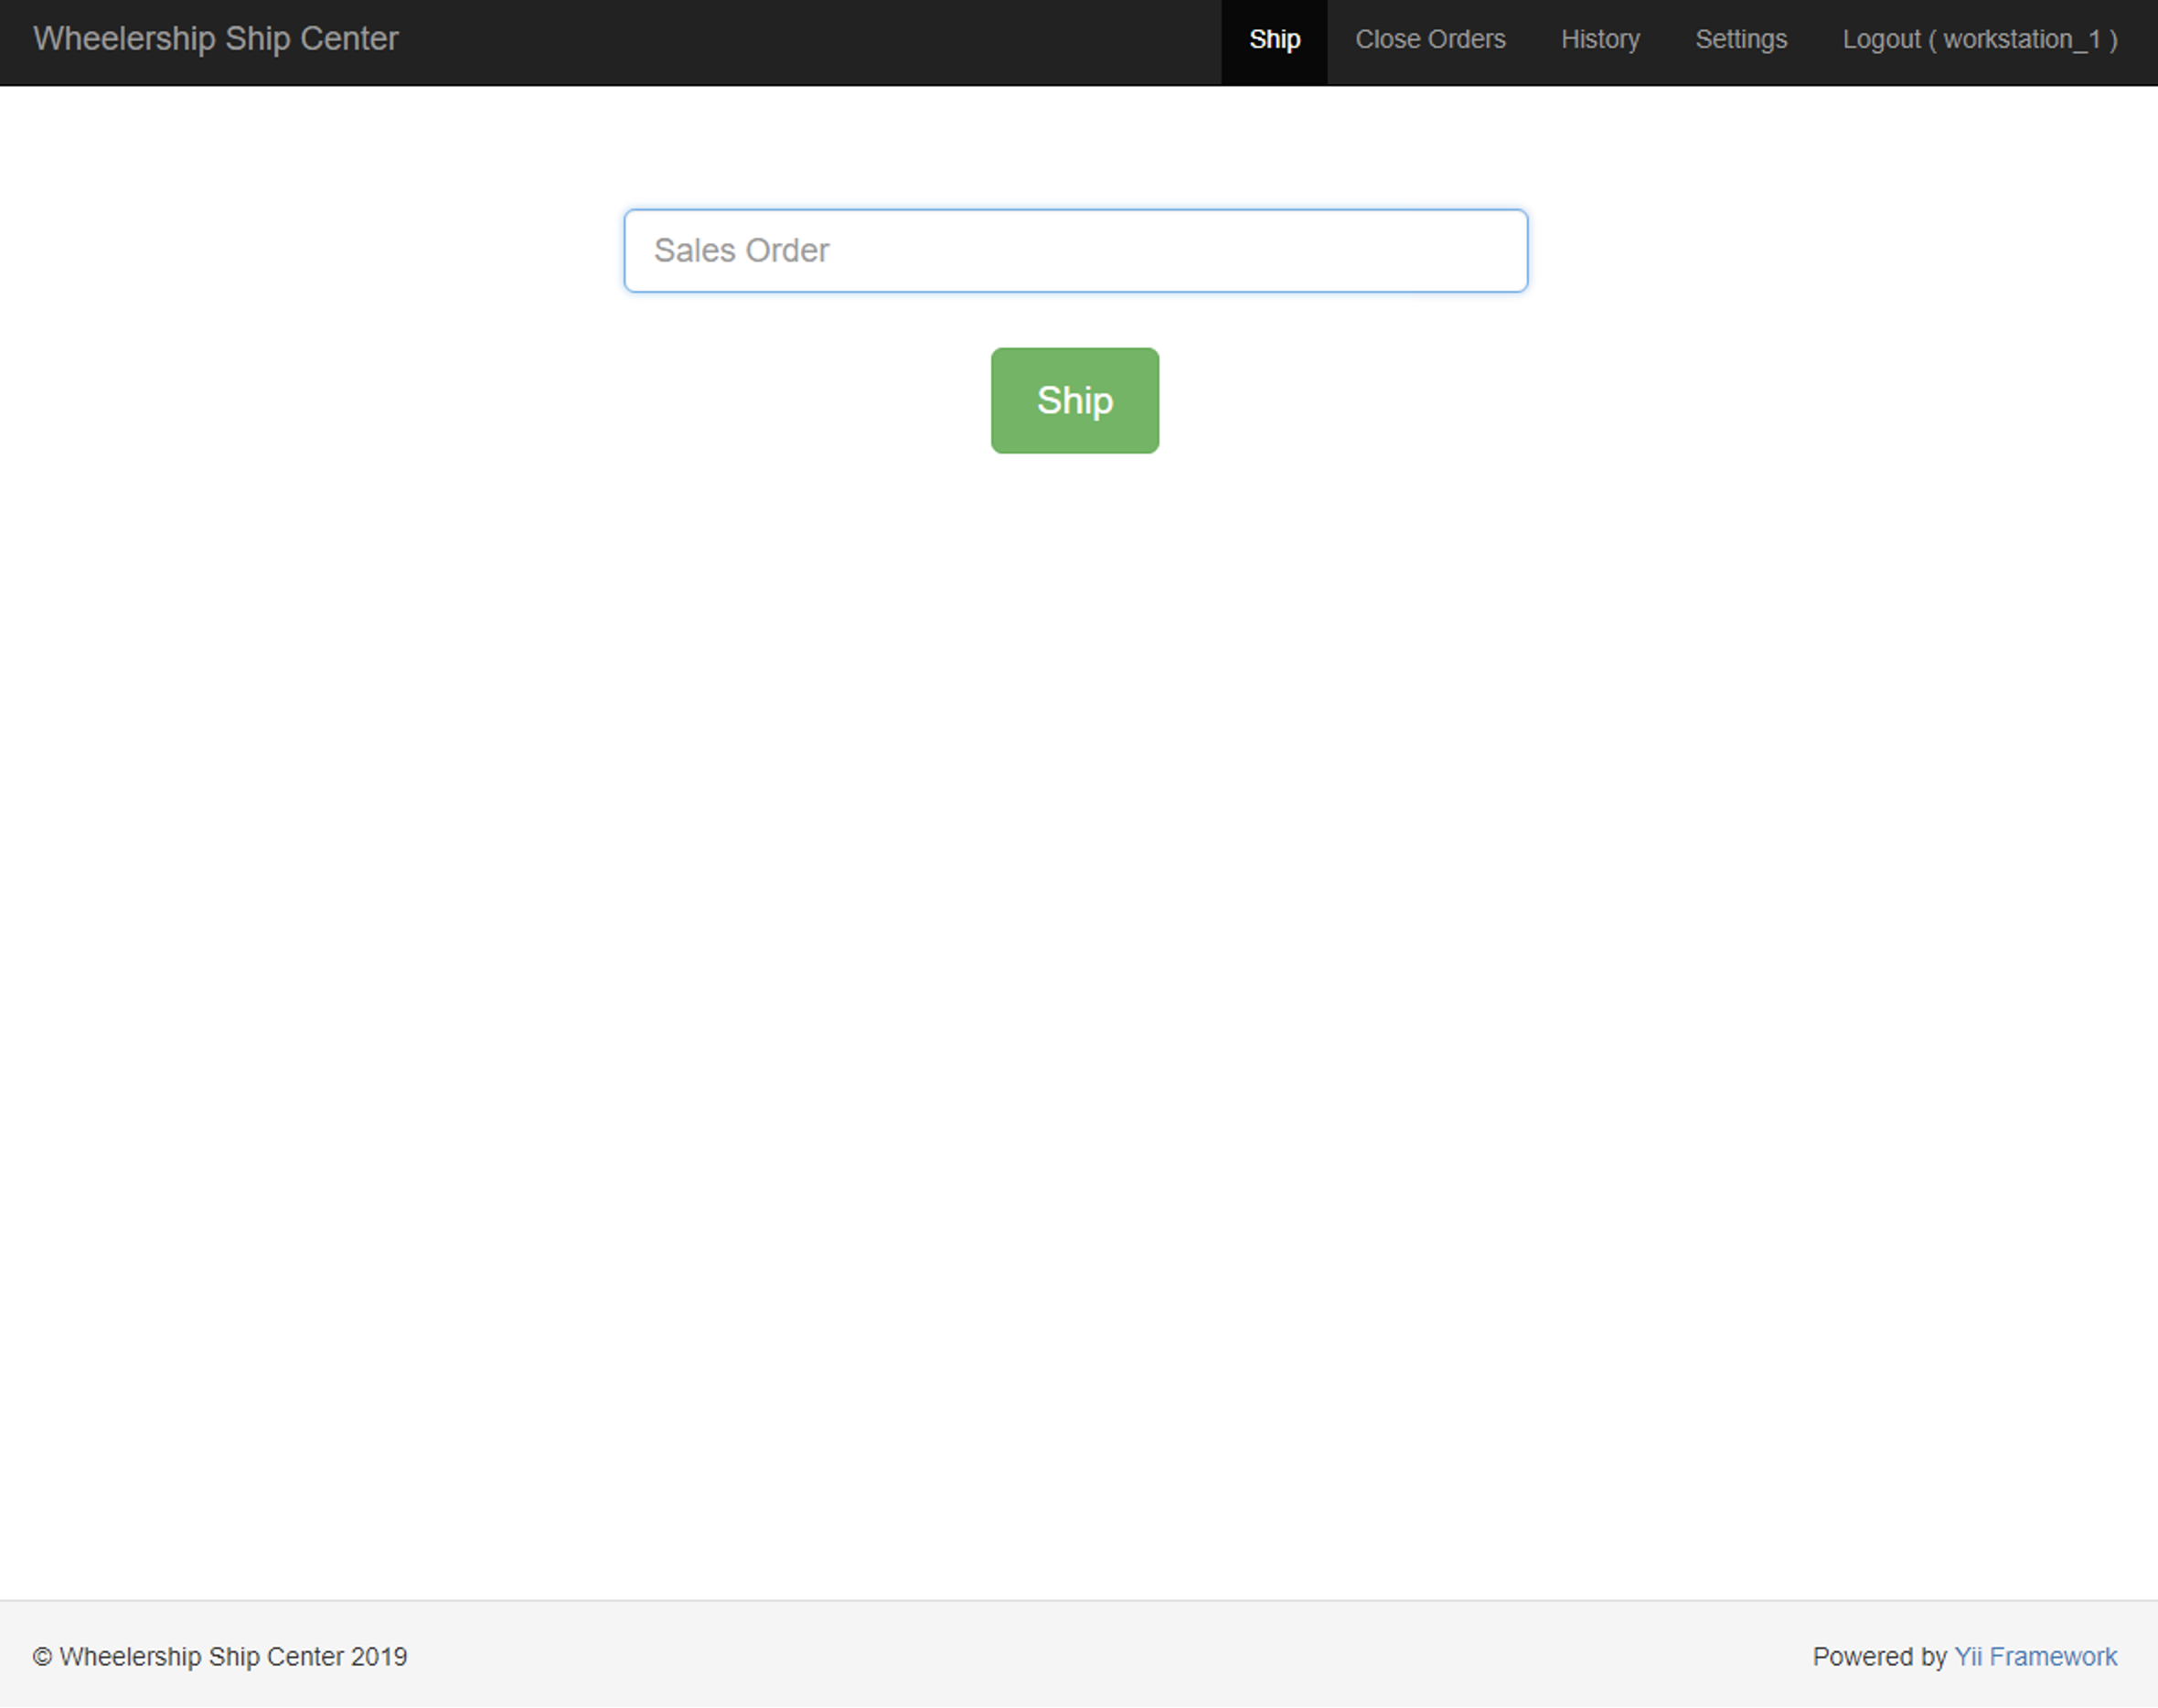 Wheelership Ship Center Ship Close Orders History Settings Logout ( workstation_1 )
Sales Order
Ship
© Wheelership Ship Center 2019 Powered by Yii Framework